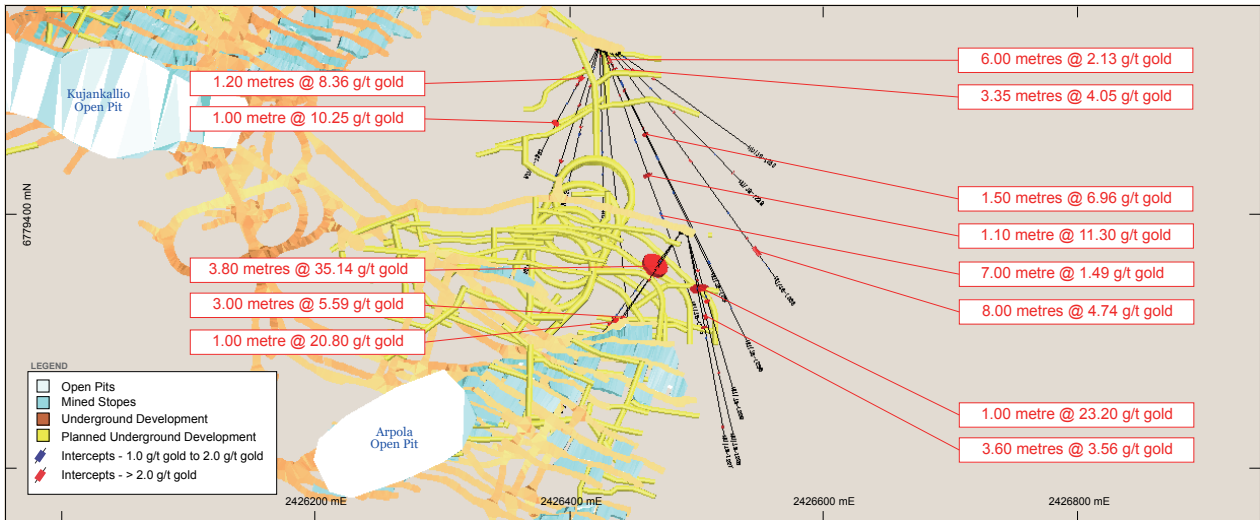 Kujankallio
Open Pit
1.20 metres @ 8.36 g/t gold
1.00 metre @ 10.25 g/t gold
6.00 metres @ 2.13 g/t gold
3.35 metres @ 4.05 g/t gold
6779400 mN
1.50 metres @ 6.96 g/t gold
1.10 metre @ 11.30 g/t gold
7.00 metre @ 1.49 g/t gold
8.00 metres @ 4.74 g/t gold
3.80 metres @ 35.14 g/t gold
3.00 metres @ 5.59 g/t gold
1.00 metre @ 20.80 g/t gold
1.00 metre @ 23.20 g/t gold
3.60 metres @ 3.56 g/t gold
Arpola
Open Pit
LEGEND
Open Pits
Mined Stopes
Underground Development
Planned Underground Development
Intercepts - 1.0 g/t gold to 2.0 g/t gold
Intercepts - > 2.0 g/t gold
2426200 mE
2426400 mE
2426600 mE
2426800 mE